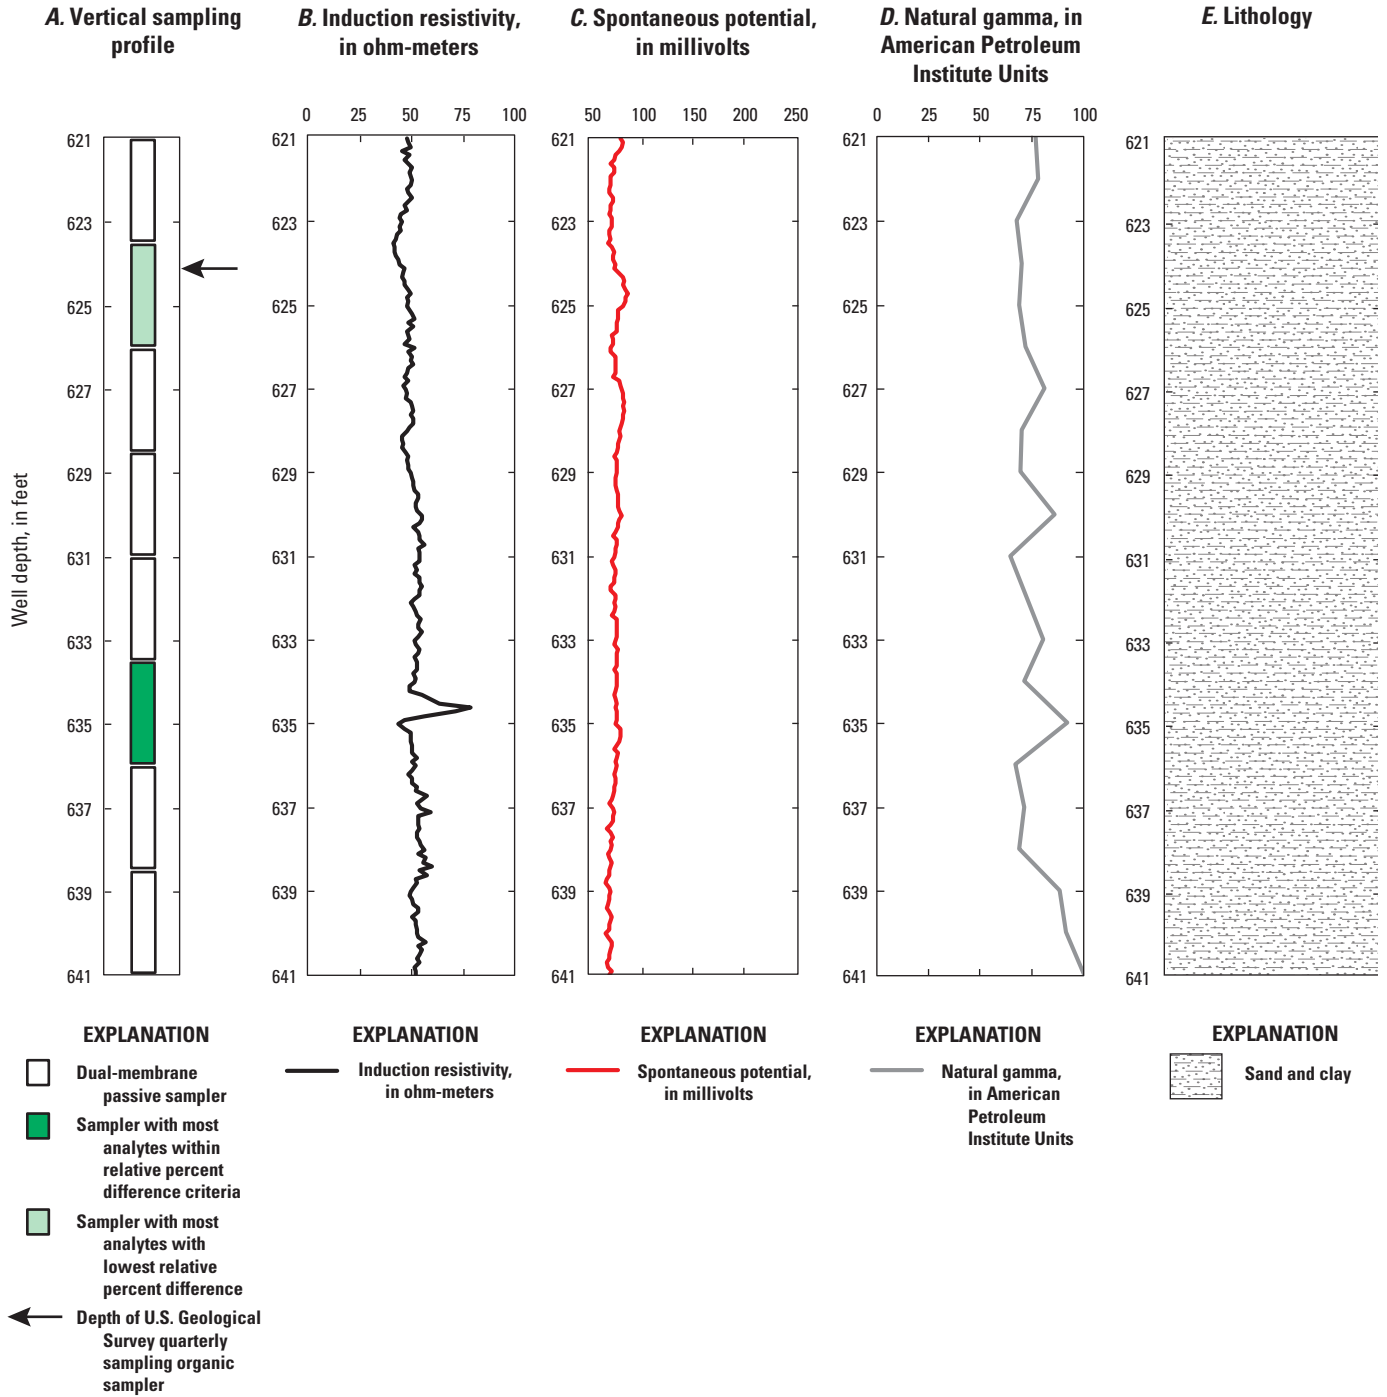 A. Vertical sampling
profile
B. Induction resistivity,
in ohm-meters
C. Spontaneous potential,
in millivolts
D. Natural gamma, in
American Petroleum
Institute Units
E. Lithology
Well depth, in feet
621
623
625
627
629
631
633
635
637
639
641
0 25 50 75 100
621
623
625
627
629
631
633
635
637
639
641
50 100 150 200 250
621
623
625
627
629
631
633
635
637
639
641
0 25 50 75 100
621
623
625
627
629
631
633
635
637
639
641
621
623
625
627
629
631
633
635
637
639
641
EXPLANATION
Dual-membrane
passive sampler
Sampler with most
analytes within
relative percent
difference criteria
Sampler with most
analytes with
lowest relative
percent difference
Depth of U.S. Geological
Survey quarterly
sampling organic
sampler
EXPLANATION
Induction resistivity,
in ohm-meters
EXPLANATION
Spontaneous potential,
in millivolts
EXPLANATION
Natural gamma,
in American
Petroleum
Institute Units
EXPLANATION
Sand and clay